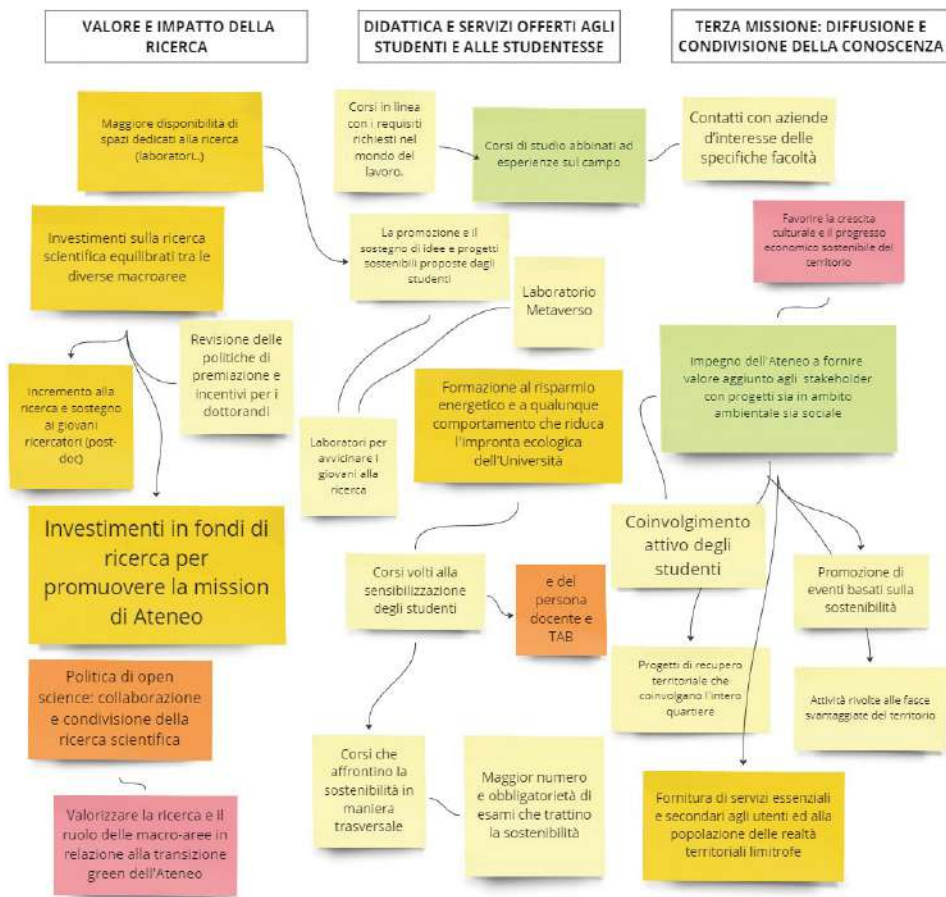 VALORE E IMPATTO DELLA
RICERCA
DIDATTICA E SERVIZI OFFERTI AGLI
STUDENTI E ALLE STUDENTESSE
TERZA MISSIONE: DIFFUSIONE E
CONDIVISIONE DELLA CONOSCENZA
Maggiore disponibilità di
spazi dedicati alla ricerca
(laboratori..)
Investimenti sulla ricerca
scientifica equilibrati tra le
diverse macroaree
Revisione delle
politiche di
premiazione e
incentivi per i
dottorandi
Incremento alla
ricerca e sostegno
ai giovani
ricercatori (post-
doc)
Investimenti in fondi di
ricerca per
promuovere la mission
di Ateneo
Politica di open
science: collaborazione
e condivisione della
ricerca scientifica
Valorizzare la ricerca e il
ruolo delle macro-aree in
relazione alla transizione
green dell'Ateneo
Corsi in linea
con i requisiti
richiesti nel
mondo del
lavoro.
Corsi di studio abbinati ad
esperienze sul campo
La promozione e il
sostegno di idee e progetti
sostenibili proposte dagli
studenti
Laboratorio
Metaverso
Laboratori per
avvicinare i
giovani alla
ricerca
Formazione al risparmio
energetico e a qualunque
comportamento che riduca
l'impronta ecologica
dell'Università
Corsi volti alla
sensibilizzazione
degli studenti
e del
persona
docente e
TAB
Corsi che
affrontino la
sostenibilità in
maniera
trasversale
Maggior numero
e obbligatorietà di
esami che trattino
la sostenibilità
Contatti con aziende
d'interesse delle
specifiche facoltà
Favorire la crescita
culturale e il progresso
economico sostenibile del
territorio
Impegno dell'Ateneo a fornire
valore aggiunto agli stakeholder
con progetti sia in ambito
ambientale sia sociale
Coinvolgimento
attivo degli
studenti
Promozione di
eventi basati sulla
sostenibilità
Progetti di recupero
territoriale che
coinvolgano l'intero
quartiere
Attività rivolte alle fasce
svantaggiate del territorio
Fornitura di servizi essenziali
e secondari agli utenti ed alla
popolazione delle realtà
territoriali limitrofe